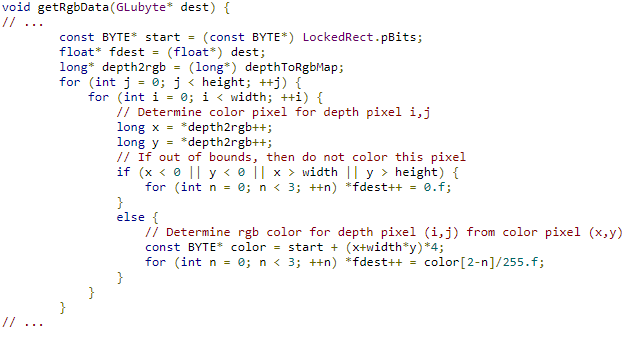 void getRgbData(GLubyte* dest) {
// ...
        const BYTE* start = (const BYTE*) LockedRect.pBits;
        float* fdest = (float*) dest;
        long* depth2rgb = (long*) depthToRgbMap;
        for (int j = 0; j < height; ++j) {
            for (int i = 0; i < width; ++i) {
                // Determine color pixel for depth pixel i,j
                long x = *depth2rgb++;
                long y = *depth2rgb++;
                // If out of bounds, then do not color this pixel
                if (x < 0 || y < 0 || x > width || y > height) {
                    for (int n = 0; n < 3; ++n) *fdest++ = 0.f;
                }
                else {
                    // Determine rgb color for depth pixel (i,j) from color pixel (x,y)
                    const BYTE* color = start + (x+width*y)*4;
                    for (int n = 0; n < 3; ++n) *fdest++ = color[2-n]/255.f;
                }
            }
        }
// ...